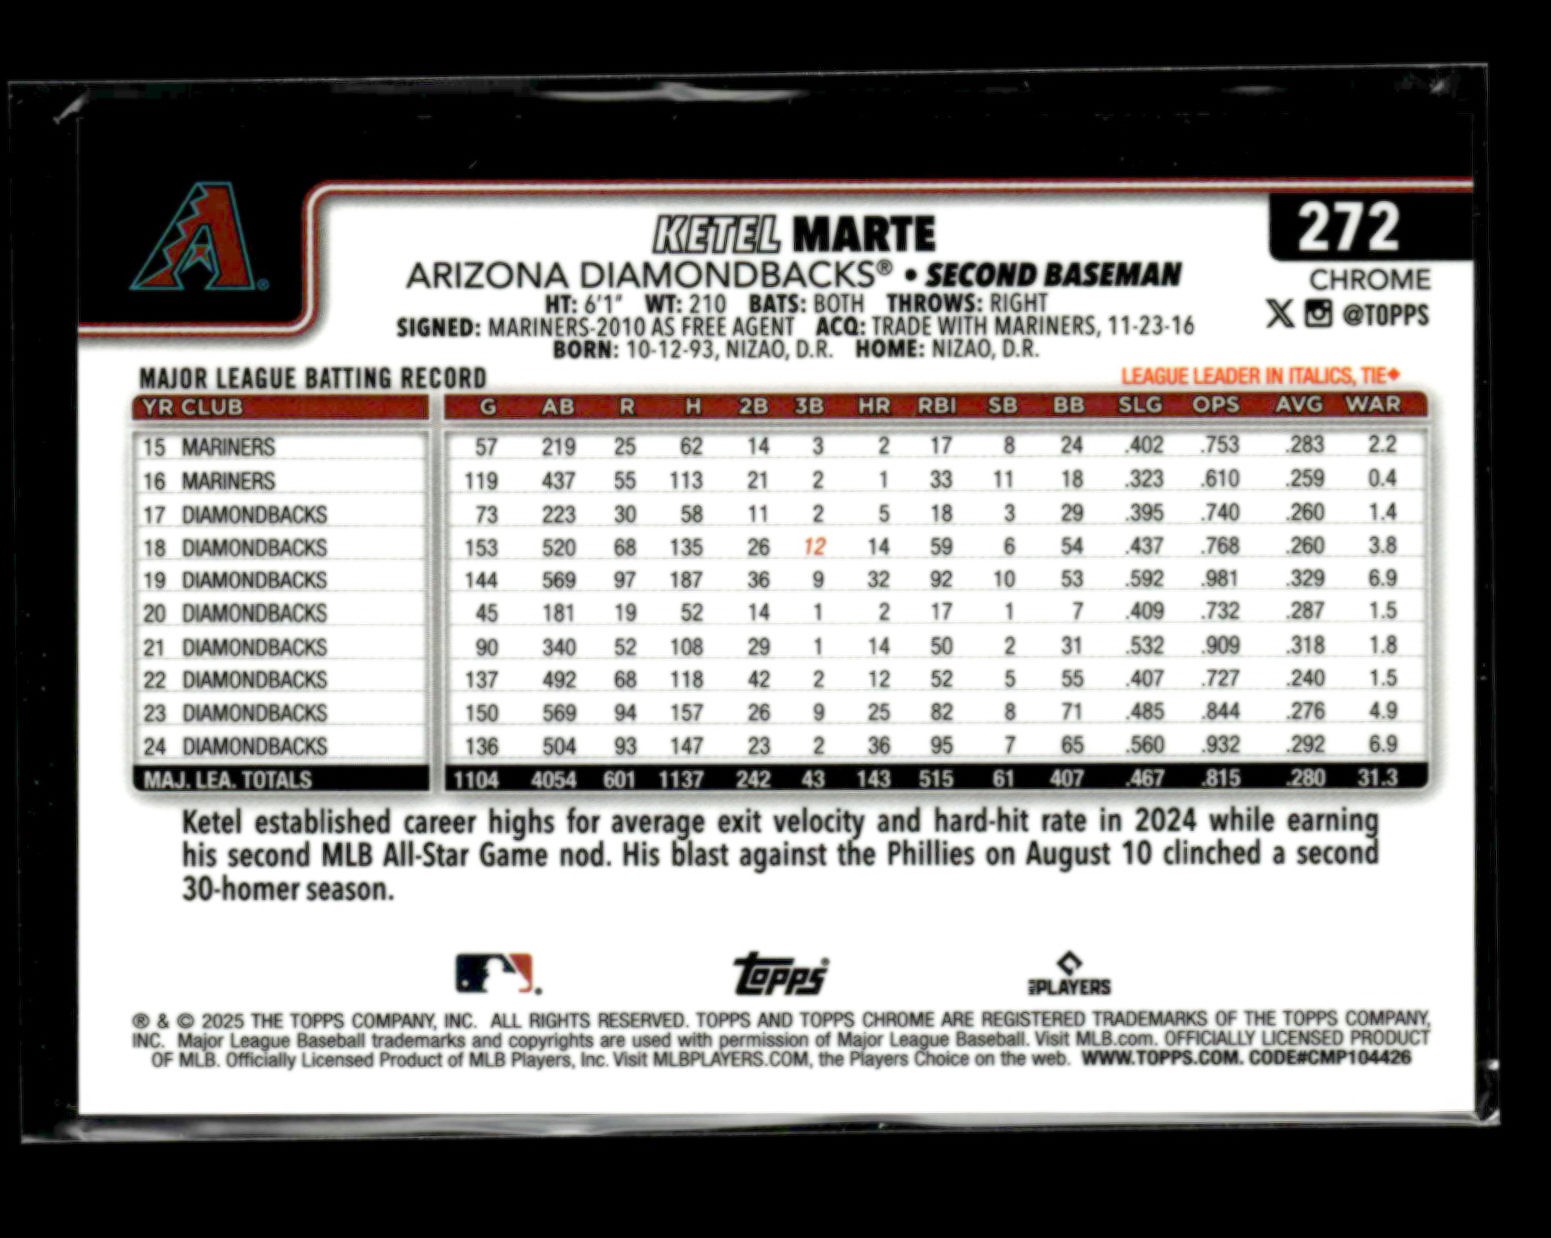 272
KETEL MARTE
ARIZONA DIAMONDBACKS® • SECOND BASEMAN
CHROME
HT: 6'1" WT: 210 BATS: BOTH THROWS: RIGHT
X @TOPPS
SIGNED: MARINERS-2010 AS FREE AGENT ACQ: TRADE WITH MARINERS, 11-23-16
BORN: 10-12-93, NIZAO, D.R. HOME: NIZAO, D.R.
MAJOR LEAGUE BATTING RECORD LEAGUE LEADER IN ITALICS, TIE◆
YR CLUB G AB R H 2B 3B HR RBI SB BB SLG OPS AVG WAR
15 MARINERS 57 219 25 62 14 3 2 17 8 24 .402 .753 .283 2.2
16 MARINERS 119 437 55 113 21 2 1 33 11 18 .323 .610 .259 0.4
17 DIAMONDBACKS 73 223 30 58 11 2 5 18 3 29 .395 .740 .260 1.4
18 DIAMONDBACKS 153 520 68 135 26 12 14 59 6 54 .437 .768 .260 3.8
19 DIAMONDBACKS 144 569 97 187 36 9 32 92 10 53 .592 .981 .329 6.9
20 DIAMONDBACKS 45 181 19 52 14 1 2 17 1 7 .409 .732 .287 1.5
21 DIAMONDBACKS 90 340 52 108 29 1 14 50 2 31 .532 .909 .318 1.8
22 DIAMONDBACKS 137 492 68 118 42 2 12 52 5 55 .407 .727 .240 1.5
23 DIAMONDBACKS 150 569 94 157 26 9 25 82 8 71 .485 .844 .276 4.9
24 DIAMONDBACKS 136 504 93 147 23 2 36 95 7 65 .560 .932 .292 6.9
MAJ. LEA. TOTALS 1104 4054 601 1137 242 43 143 515 61 407 .467 .815 .280 31.3
Ketel established career highs for average exit velocity and hard-hit rate in 2024 while earning
his second MLB All-Star Game nod. His blast against the Phillies on August 10 clinched a second
30-homer season.
topps® MLB PLAYERS
® & © 2025 THE TOPPS COMPANY, INC. ALL RIGHTS RESERVED. TOPPS AND TOPPS CHROME ARE REGISTERED TRADEMARKS OF THE TOPPS COMPANY,
INC. Major League Baseball trademarks and copyrights are used with permission of Major League Baseball. Visit MLB.com. OFFICIALLY LICENSED PRODUCT
OF MLB. Officially Licensed Product of MLB Players, Inc. Visit MLBPLAYERS.COM, the Players Choice on the web. WWW.TOPPS.COM. CODE#CMP104426